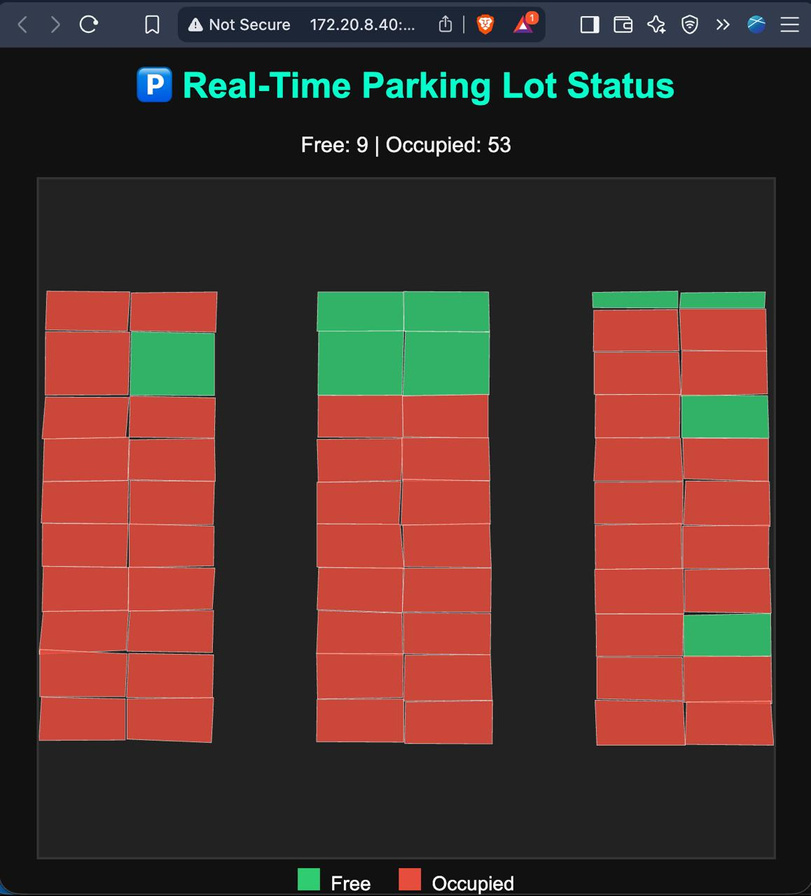 Not Secure 172.20.8.40:...
1
P Real-Time Parking Lot Status
Free: 9 | Occupied: 53
Free Occupied